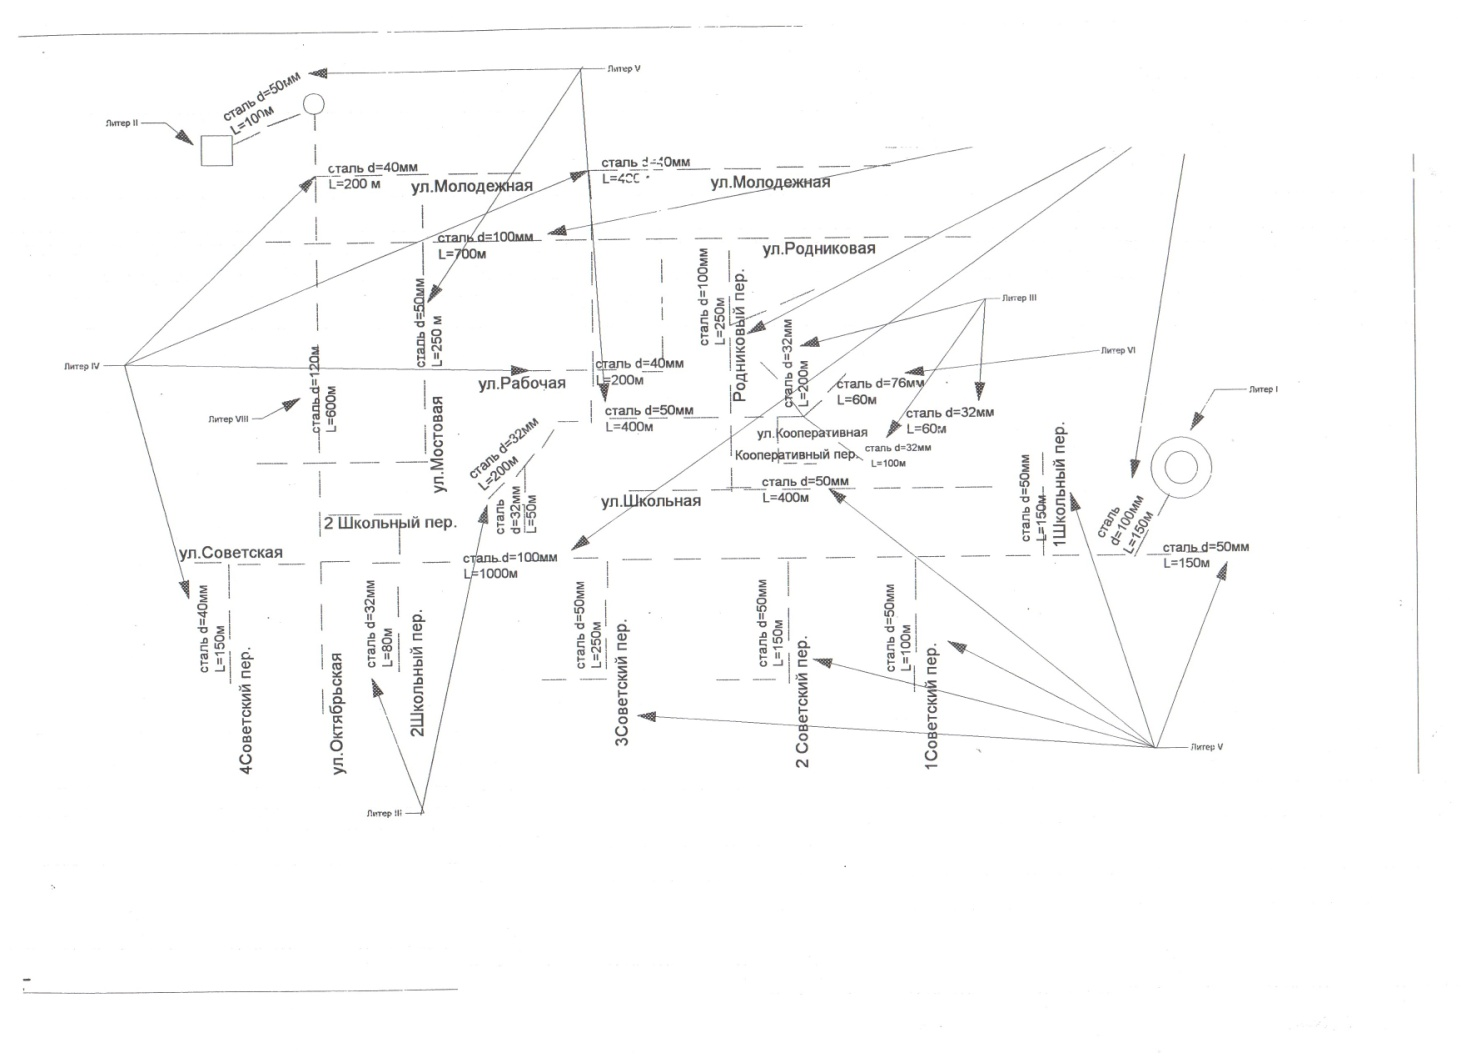 Литер V
сталь d=50мм
L=100м
Литер II
сталь d=40мм
L=200 м
ул.Молодежная
сталь d=40мм
ул.Молодежная
сталь d=100мм
L=700м
ул.Родниковая
сталь d=100мм
L=250м
Родниковый пер.
сталь d=50мм
L=250 м
Литер III
сталь d=32мм
L=200м
Литер VI
Литер IV
сталь d=120м
L=600м
сталь d=40мм
L=200м
ул.Рабочая
сталь d=76мм
L=60м
Литер I
Литер VIII
ул.Мостовая
сталь d=50мм
L=400м
сталь d=32мм
L=60м
ул.Кооперативная
Кооперативный пер.
сталь d=32мм
L=100м
сталь d=32мм
L=200м
сталь
d=32мм
L=50м
сталь d=50мм
L=400м
ул.Школьная
сталь d=50мм
L=150м
1Школьный пер.
сталь
d=100мм
L=150м
2 Школьный пер.
ул.Советская
сталь d=100мм
L=1000м
сталь d=50мм
L=150м
сталь d=40мм
L=150м
4Советский пер.
ул.Октябрьская
сталь d=32мм
L=80м
2Школьный пер.
сталь d=50мм
L=250м
3Советский пер.
сталь d=50мм
L=150м
2 Советский пер.
сталь d=50мм
L=100м
1Советский пер.
Литер V
Литер III